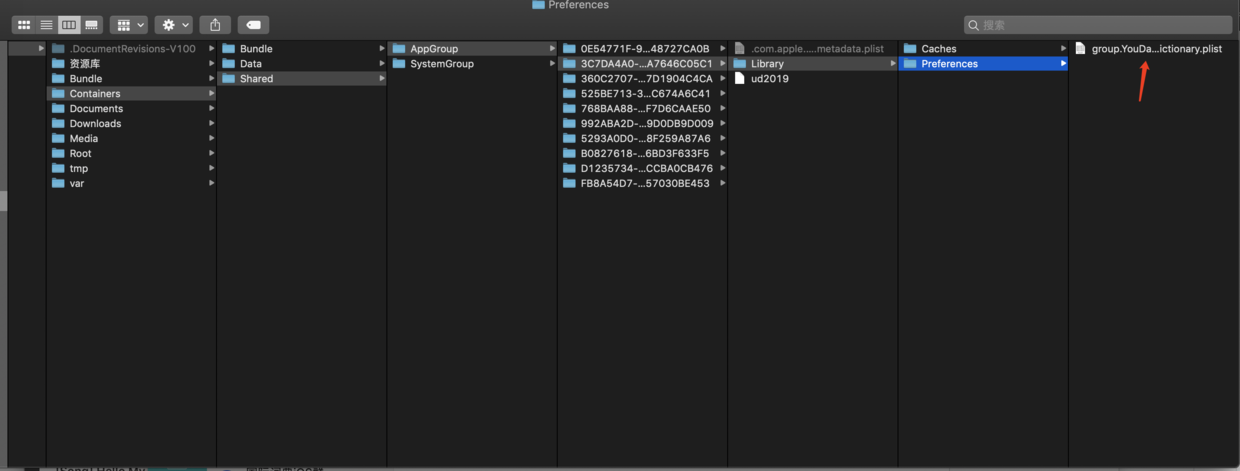 Preferences
搜索
.DocumentRevisions-V100
资源库
Bundle
Containers
Documents
Downloads
Media
Root
tmp
var
Bundle
Data
Shared
AppGroup
SystemGroup
0E54771F-9...48727CA0B
3C7DA4A0-...A7646C05C1
360C2707-...7D1904C4CA
525BE713-3...C674A6C41
768BAA88-...F7D6CAAE50
992ABA2D-...9D0DB9D009
5293A0D0-...8F259A87A6
B0827618-...6BD3F633F5
D1235734-...CCBA0CB476
FB8A54D7-...57030BE453
.com.apple.....metadata.plist
Library
ud2019
Caches
Preferences
group.YouDa...ictionary.plist